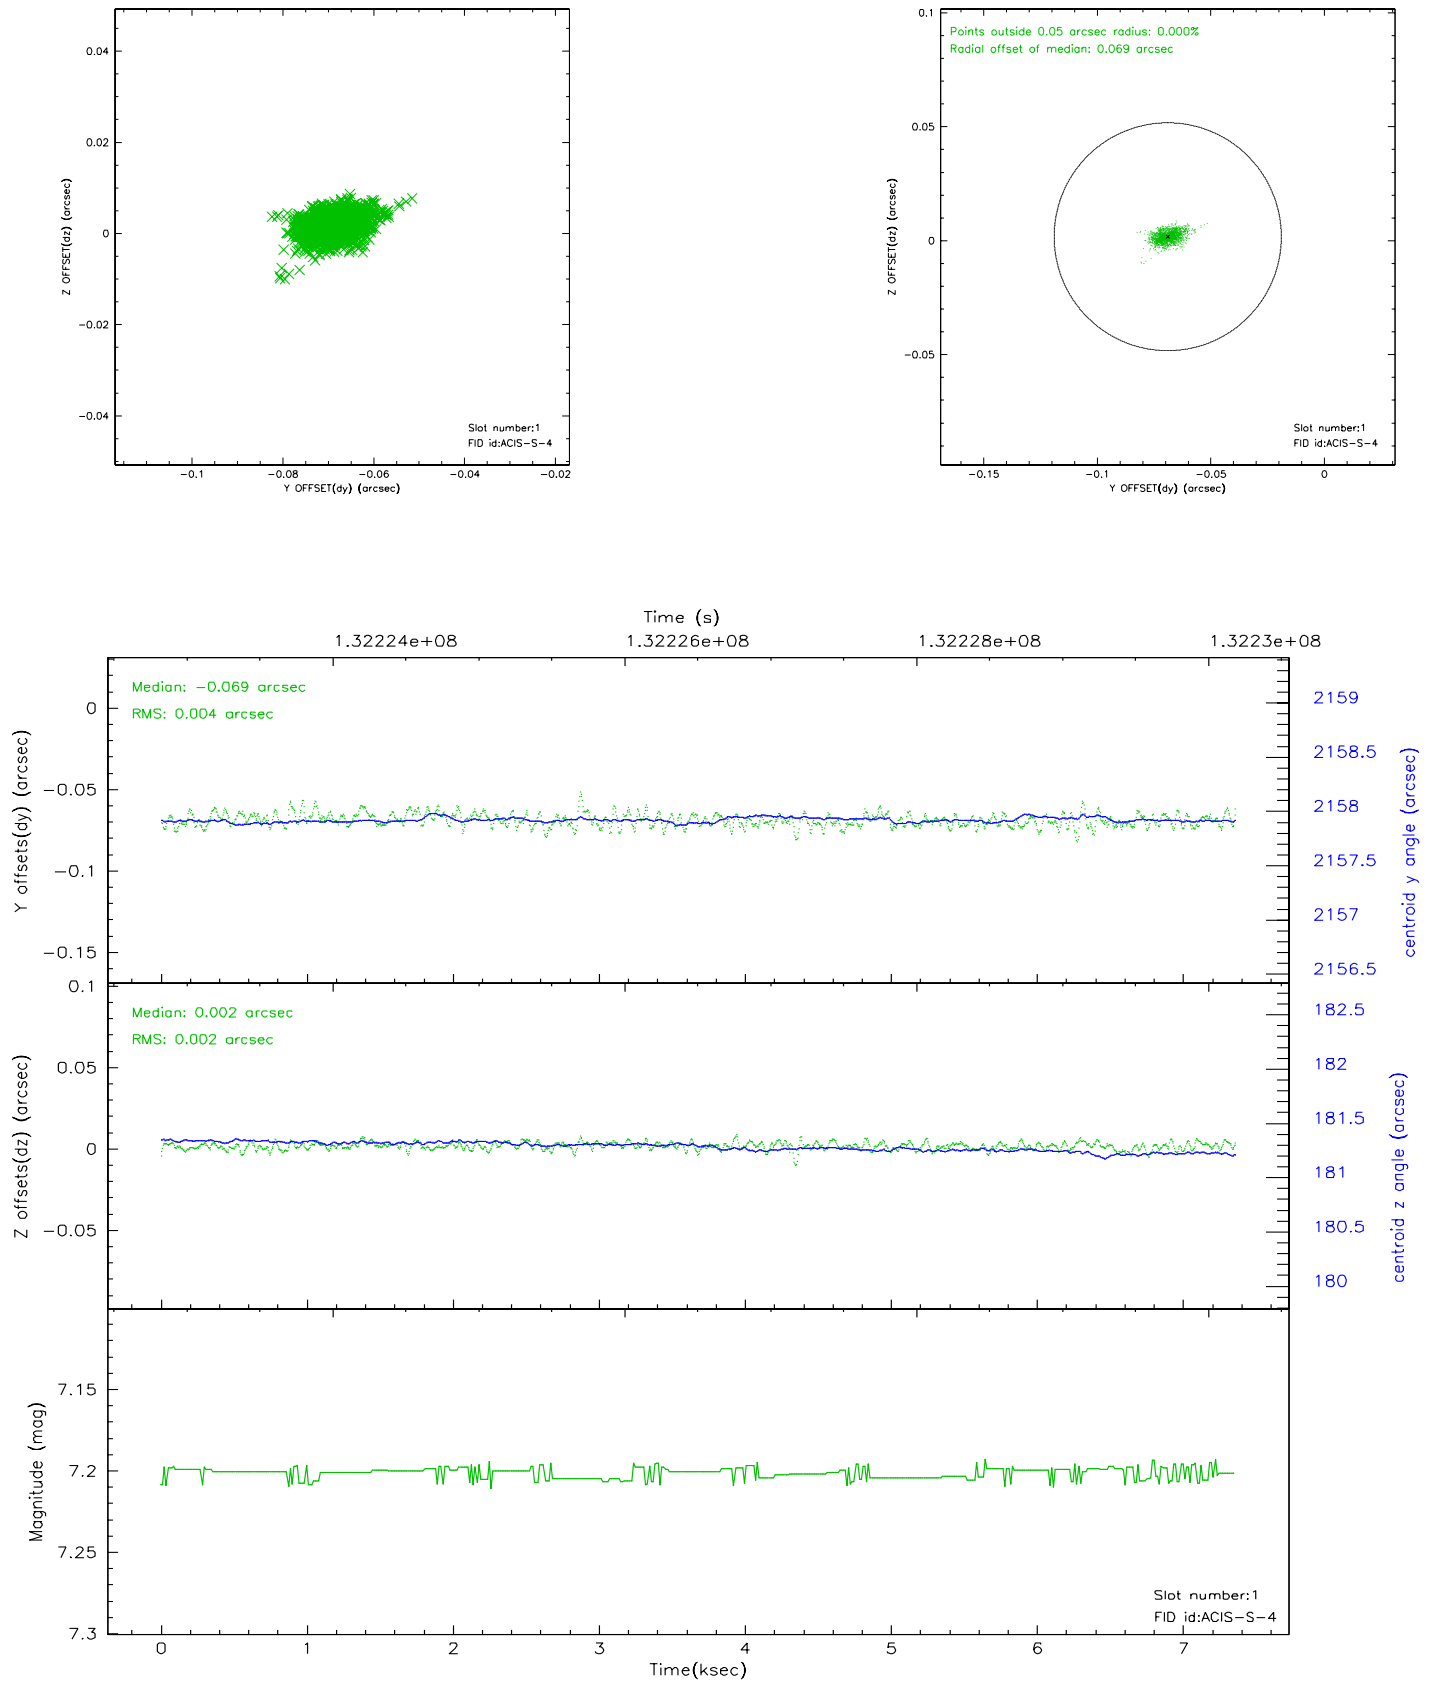 0.04
0.02
0
−0.02
−0.04
Z OFFSET(dz) (arcsec)
Slot number:1
FID id:ACIS−S−4
−0.1
−0.08
−0.06
−0.04
−0.02
Y OFFSET(dy) (arcsec)
0.1
0.05
0
−0.05
Z OFFSET(dz) (arcsec)
Points outside 0.05 arcsec radius: 0.000%
Radial offset of median: 0.069 arcsec
Slot number:1
FID id:ACIS−S−4
−0.15
−0.1
−0.05
0
Y OFFSET(dy) (arcsec)
Time (s)
1.32224e+08
1.32226e+08
1.32228e+08
1.3223e+08
Median: −0.069 arcsec
RMS: 0.004 arcsec
0
−0.05
−0.1
−0.15
Y offsets(dy) (arcsec)
2159
2158.5
2158
2157.5
2157
2156.5
centroid y angle (arcsec)
Median: 0.002 arcsec
RMS: 0.002 arcsec
0.1
0.05
0
−0.05
Z offsets(dz) (arcsec)
182.5
182
181.5
181
180.5
180
centroid z angle (arcsec)
7.15
7.2
7.25
7.3
Magnitude (mag)
Slot number:1
FID id:ACIS−S−4
0
1
2
3
4
5
6
7
Time(ksec)